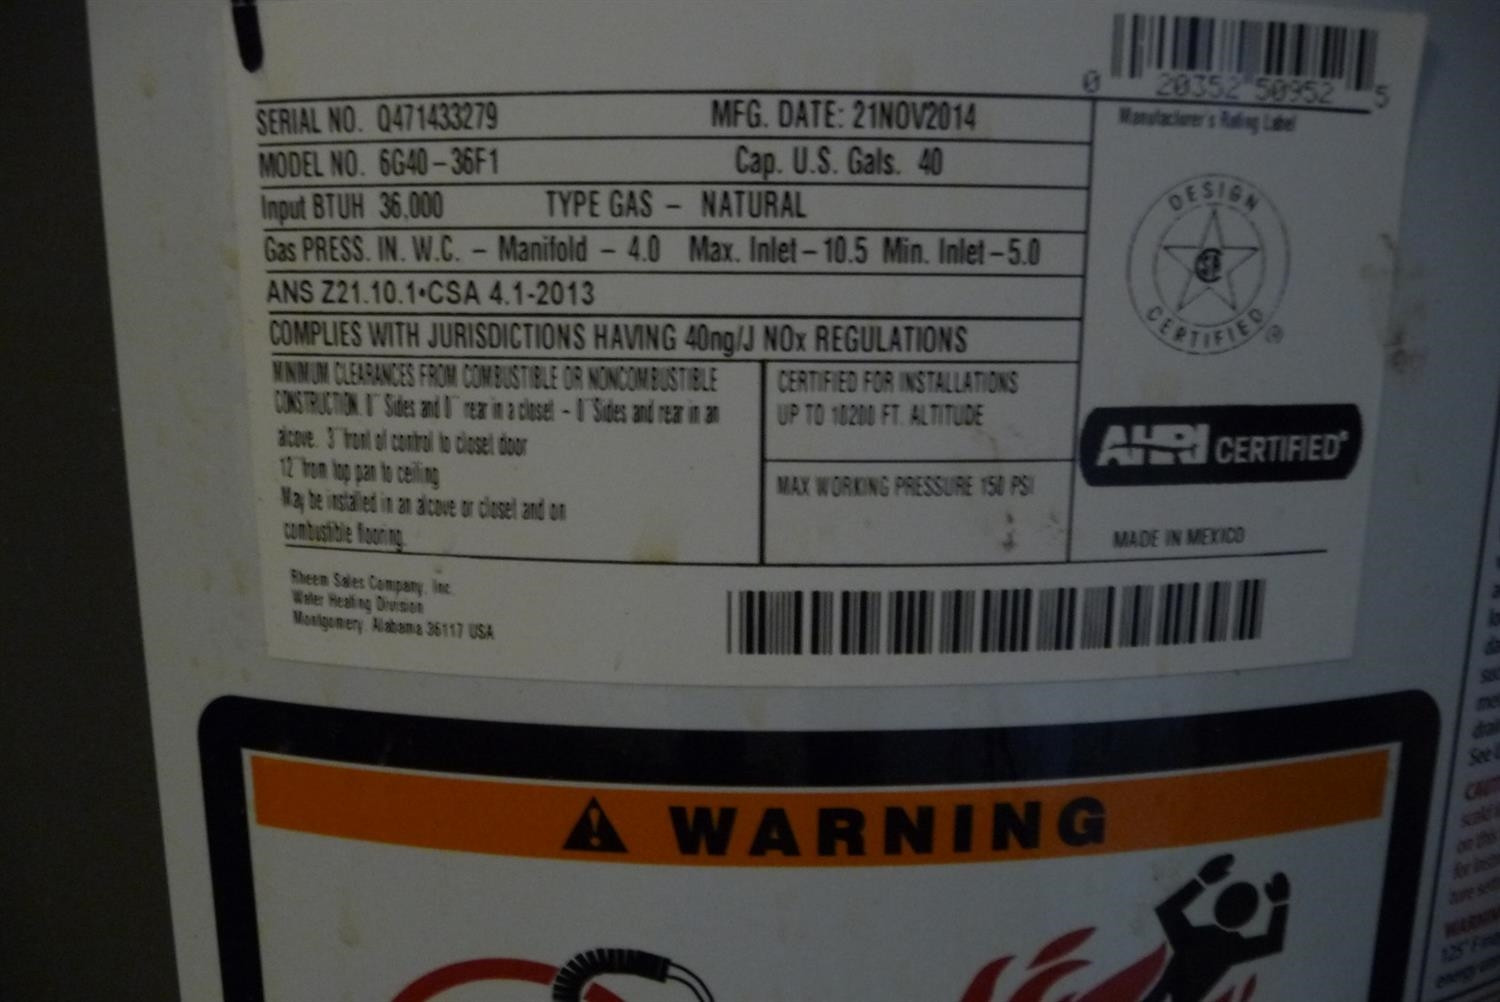 0 20352 50952 5
SERIAL NO. Q471433279 MFG. DATE: 21NOV2014
Manufacturer's Rating Label
MODEL NO. 6G40-36F1 Cap. U.S. Gals. 40
Input BTUH 36,000 TYPE GAS - NATURAL
Gas PRESS. IN. W.C. - Manifold - 4.0 Max. Inlet - 10.5 Min. Inlet - 5.0
ANS Z21.10.1•CSA 4.1-2013
COMPLIES WITH JURISDICTIONS HAVING 40ng/J NOx REGULATIONS
DESIGN
CERTIFIED ®
MINIMUM CLEARANCES FROM COMBUSTIBLE OR NONCOMBUSTIBLE
CONSTRUCTION. 0" Sides and 0" rear in a closet - 0" Sides and rear in an
alcove. 3" front of control to closet door
12" from top pan to ceiling
May be installed in an alcove or closet and on
combustible flooring.
CERTIFIED FOR INSTALLATIONS
UP TO 10200 FT. ALTITUDE
MAX WORKING PRESSURE 150 PSI
AHRI CERTIFIED®
MADE IN MEXICO
Rheem Sales Company, Inc.
Water Heating Division
Montgomery, Alabama 36117 USA
WARNING
See
on this
125° F